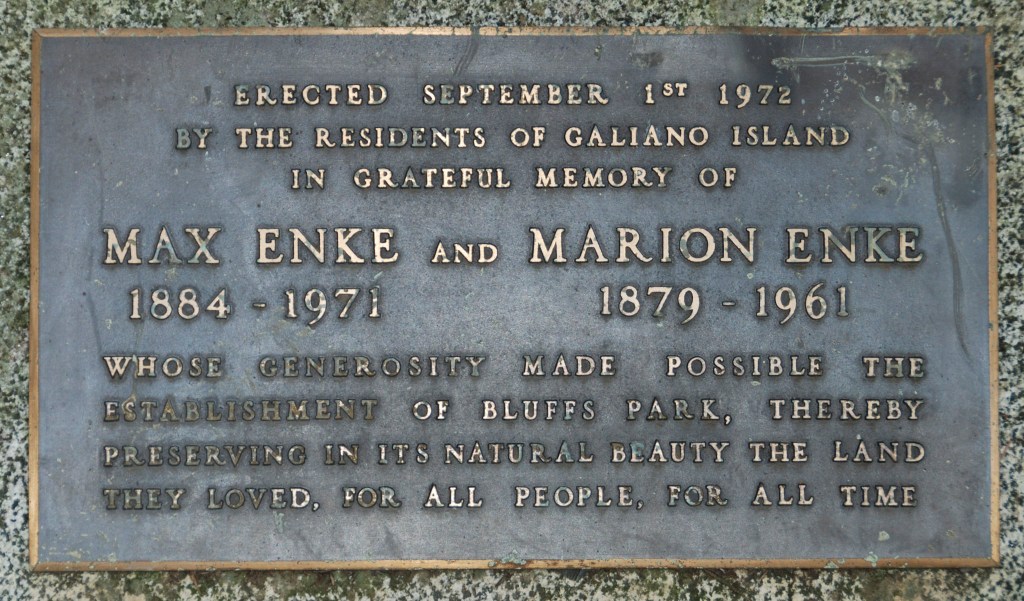 ERECTED SEPTEMBER 1ST 1972
BY THE RESIDENTS OF GALIANO ISLAND
IN GRATEFUL MEMORY OF
MAX ENKE AND MARION ENKE
1884 - 1971 1879 - 1961
WHOSE GENEROSITY MADE POSSIBLE THE
ESTABLISHMENT OF BLUFFS PARK, THEREBY
PRESERVING IN ITS NATURAL BEAUTY THE LAND
THEY LOVED, FOR ALL PEOPLE, FOR ALL TIME